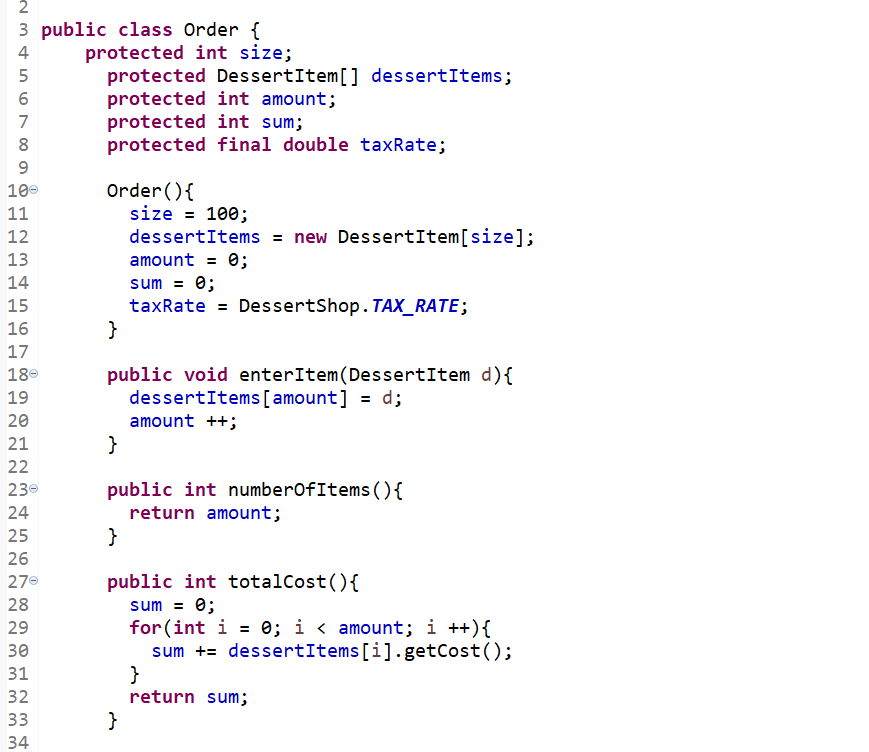 2
3 public class Order {
4     protected int size;
5       protected DessertItem[] dessertItems;
6       protected int amount;
7       protected int sum;
8       protected final double taxRate;
9
10       Order(){
11         size = 100;
12         dessertItems = new DessertItem[size];
13         amount = 0;
14         sum = 0;
15         taxRate = DessertShop.TAX_RATE;
16       }
17
18       public void enterItem(DessertItem d){
19         dessertItems[amount] = d;
20         amount ++;
21       }
22
23       public int numberOfItems(){
24         return amount;
25       }
26
27       public int totalCost(){
28         sum = 0;
29         for(int i = 0; i < amount; i ++){
30           sum += dessertItems[i].getCost();
31         }
32         return sum;
33       }
34